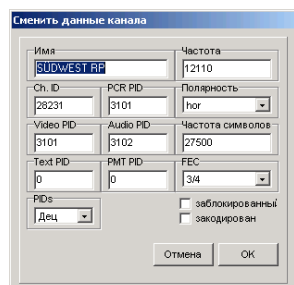 Сменить данные канала
Имя
Частота
SÜDWEST RP
12110
Ch. ID
PCR PID
Полярность
28231
3101
hor
Video PID
Audio PID
Частота символов
3101
3102
27500
Text PID
PMT PID
FEC
0
0
3/4
PIDs
Дец
заблокированный
закодирован
Отмена
OK